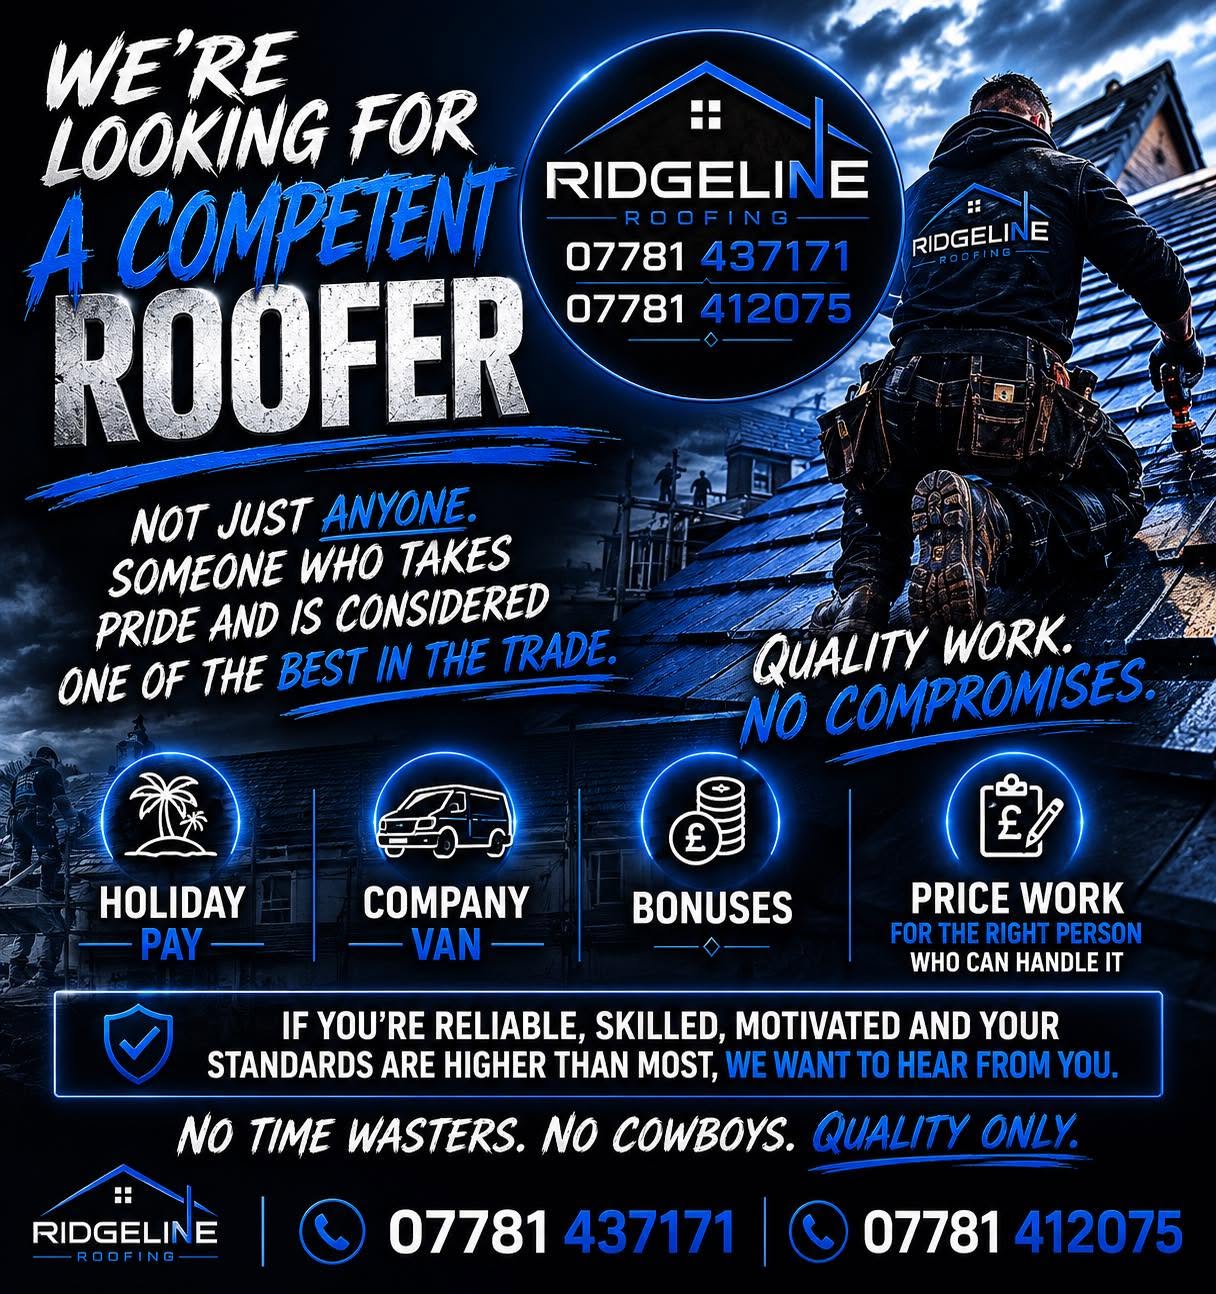 WE'RE
LOOKING FOR
A COMPETENT
ROOFER
RIDGELINE
ROOFING
07781 437171
07781 412075
RIDGELINE
ROOFING
NOT JUST ANYONE.
SOMEONE WHO TAKES
PRIDE AND IS CONSIDERED
ONE OF THE BEST IN THE TRADE.
QUALITY WORK.
NO COMPROMISES.
HOLIDAY
PAY
COMPANY
VAN
£
BONUSES
£
PRICE WORK
FOR THE RIGHT PERSON
WHO CAN HANDLE IT
IF YOU'RE RELIABLE, SKILLED, MOTIVATED AND YOUR
STANDARDS ARE HIGHER THAN MOST, WE WANT TO HEAR FROM YOU.
NO TIME WASTERS. NO COWBOYS. QUALITY ONLY.
RIDGELINE
ROOFING
07781 437171
07781 412075